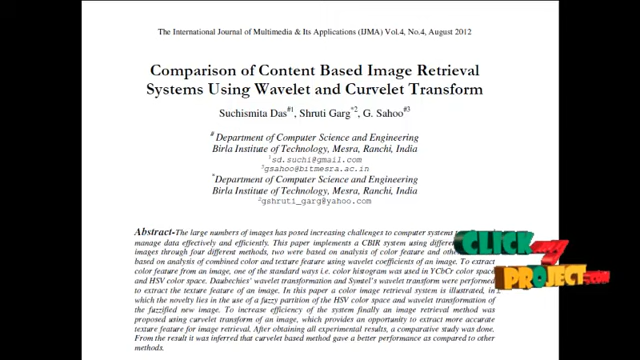 The International Journal of Multimedia & Its Applications (IJMA) Vol.4, No.4, August 2012
Comparison of Content Based Image Retrieval
Systems Using Wavelet and Curvelet Transform
Suchismita Das#1, Shruti Garg*2, G. Sahoo#3
# Department of Computer Science and Engineering
Birla Institute of Technology, Mesra, Ranchi, India
1sd.suchi@gmail.com
3gsahoo@bitmesra.ac.in
*Department of Computer Science and Engineering
Birla Institute of Technology, Mesra, Ranchi, India
2gshruti_garg@yahoo.com
Abstract-The large numbers of images has posed increasing challenges to computer systems to
manage data effectively and efficiently. This paper implements a CBIR system using different
images through four different methods, two were based on analysis of color feature and other
based on analysis of combined color and texture feature using wavelet coefficients of an image. To extract
color feature from an image, one of the standard ways i.e. color histogram was used in YCbCr color space
and HSV color space. Daubechies' wavelet transformation and Symtel's wavelet transform were performed
to extract the texture feature of an image. In this paper a color image retrieval system is illustrated, in
which the novelty lies in the use of a fuzzy partition of the HSV color space and wavelet transformation of
the fuzzified new image. To increase efficiency of the system finally an image retrieval method was
proposed using curvelet transform of an image, which provides an opportunity to extract more accurate
texture feature for image retrieval. After obtaining all experimental results, a comparative study was done.
From the result it was inferred that curvelet based method gave a better performance as compared to other
methods.
CLICK
my
PROJECT.com